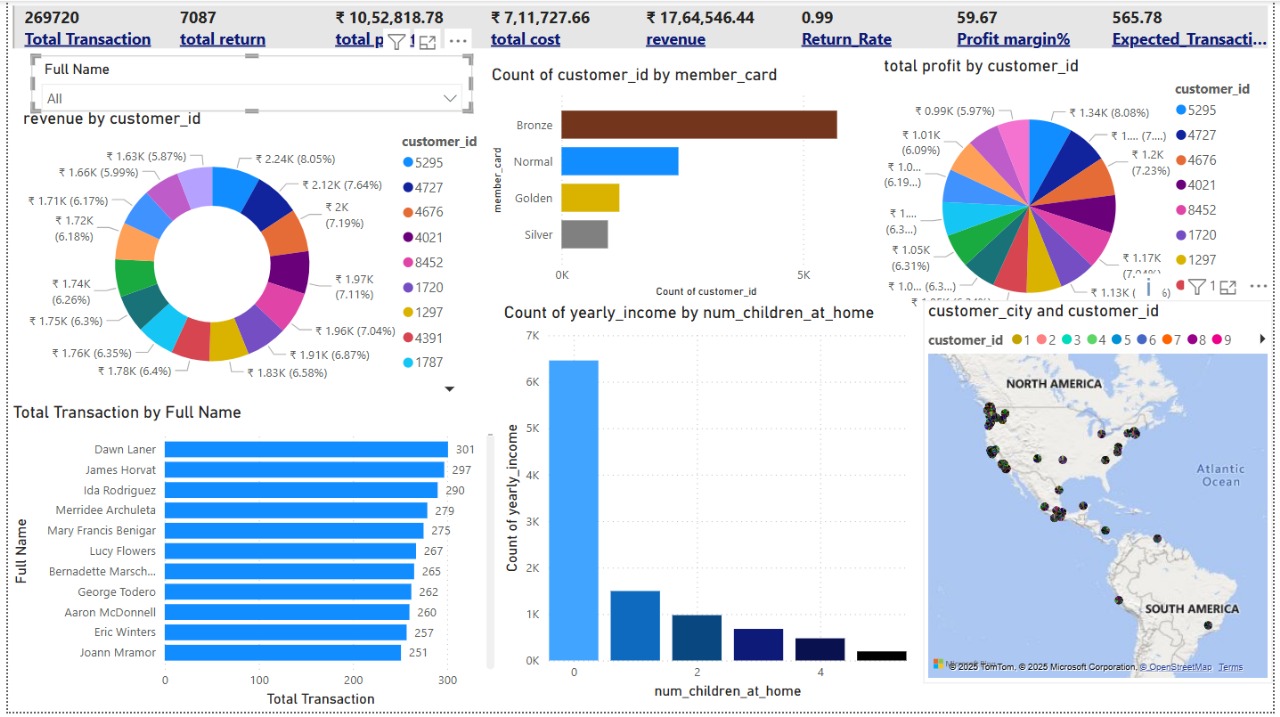 269720 7087 ₹ 10,52,818.78 ₹ 7,11,727.66 ₹ 17,64,546.44 0.99 59.67 565.78
Total Transaction total return total p total cost revenue Return_Rate Profit margin% Expected_Transacti...
Full Name
All
revenue by customer_id
customer_id
5295
4727
4676
4021
8452
1720
1297
4391
1787
₹ 2.24K (8.05%)
₹ 2.12K (7.64%)
₹ 2K
(7.19%)
₹ 1.97K
(7.11%)
₹ 1.96K (7.04%)
₹ 1.91K (6.87%)
₹ 1.83K (6.58%)
₹ 1.78K (6.4%)
₹ 1.76K (6.35%)
₹ 1.75K (6.3%)
₹ 1.74K
(6.26%)
₹ 1.72K
(6.18%)
₹ 1.71K (6.17%)
₹ 1.66K (5.99%)
₹ 1.63K (5.87%)
Count of customer_id by member_card
member_card
Bronze
Normal
Golden
Silver
0K 5K
Count of customer_id
total profit by customer_id
customer_id
5295
4727
4676
4021
8452
1720
1297
1
₹ 1.34K (8.08%)
₹ 1.... (7....)
₹ 1.2K
(7.23%)
₹ 1.17K
₹ 1.13K (
₹ 1.0... (6.3...)
₹ 1.05K
(6.31%)
₹ 1....
(6.3...)
₹ 1.0...
(6.19...)
₹ 1.01K
(6.09%)
₹ 0.99K (5.97%)
Total Transaction by Full Name
Full Name
Dawn Laner 301
James Horvat 297
Ida Rodriguez 290
Merridee Archuleta 279
Mary Francis Benigar 275
Lucy Flowers 267
Bernadette Marsch... 265
George Todero 262
Aaron McDonnell 260
Eric Winters 257
Joann Mramor 251
0 100 200 300
Total Transaction
Count of yearly_income by num_children_at_home
Count of yearly_income
7K
6K
5K
4K
3K
2K
1K
0K
0 2 4
num_children_at_home
customer_city and customer_id
customer_id 1 2 3 4 5 6 7 8 9
NORTH AMERICA
Atlantic
Ocean
SOUTH AMERICA
© 2025 TomTom, © 2025 Microsoft Corporation, © OpenStreetMap Terms